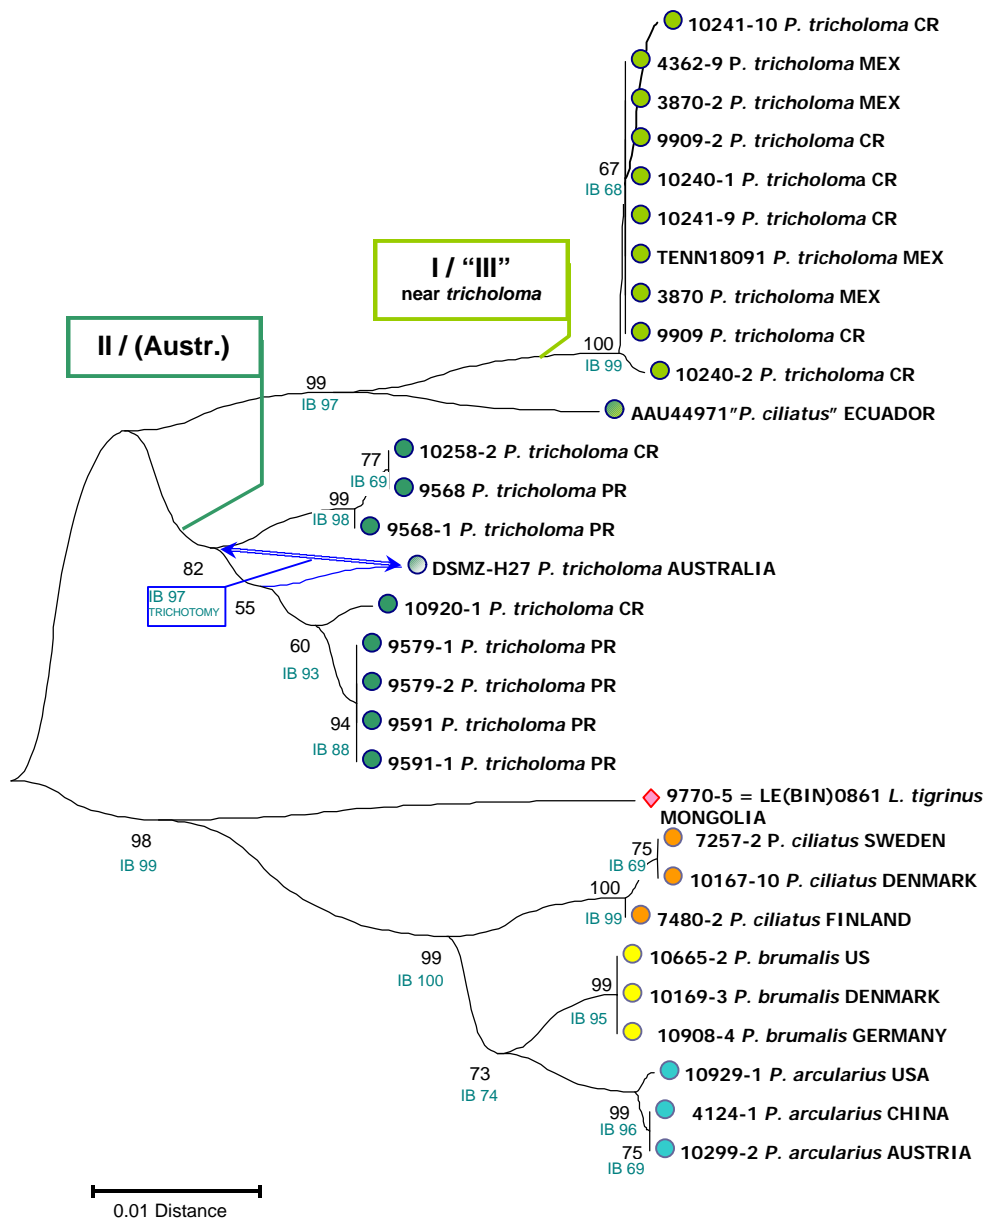 10241-10 P. tricholoma CR
4362-9 P. tricholoma MEX
3870-2 P. tricholoma MEX
9909-2 P. tricholoma CR
67
IB 68
10240-1 P. tricholoma CR
10241-9 P. tricholoma CR
I / “III”
near tricholoma
TENN18091 P. tricholoma MEX
3870 P. tricholoma MEX
II / (Austr.)
9909 P. tricholoma CR
100
IB 99
10240-2 P. tricholoma CR
99
IB 97
AAU44971”P. ciliatus” ECUADOR
10258-2 P. tricholoma CR
77
IB 69
9568 P. tricholoma PR
99
IB 98
9568-1 P. tricholoma PR
82
DSMZ-H27 P. tricholoma AUSTRALIA
IB 97
TRICHOTOMY
55
10920-1 P. tricholoma CR
60
IB 93
9579-1 P. tricholoma PR
9579-2 P. tricholoma PR
94
IB 88
9591 P. tricholoma PR
9591-1 P. tricholoma PR
9770-5 = LE(BIN)0861 L. tigrinus
MONGOLIA
98
IB 99
7257-2 P. ciliatus SWEDEN
75
IB 69
10167-10 P. ciliatus DENMARK
100
IB 99
7480-2 P. ciliatus FINLAND
99
IB 100
10665-2 P. brumalis US
99
IB 95
10169-3 P. brumalis DENMARK
10908-4 P. brumalis GERMANY
73
IB 74
10929-1 P. arcularius USA
99
IB 96
4124-1 P. arcularius CHINA
75
IB 69
10299-2 P. arcularius AUSTRIA
0.01 Distance